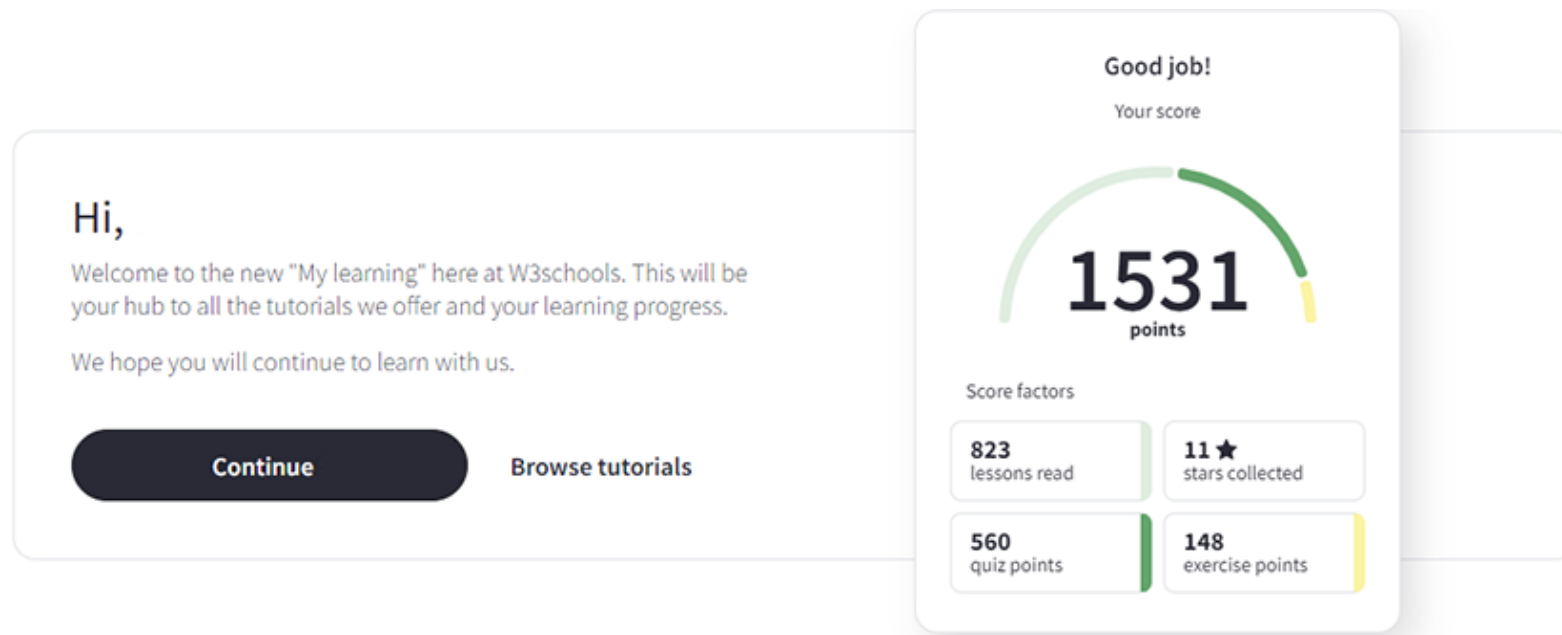 Hi,
Welcome to the new "My learning" here at W3schools. This will be
your hub to all the tutorials we offer and your learning progress.
We hope you will continue to learn with us.
Continue
Browse tutorials
Good job!
Your score
1531
points
Score factors
823
lessons read
11 ★
stars collected
560
quiz points
148
exercise points